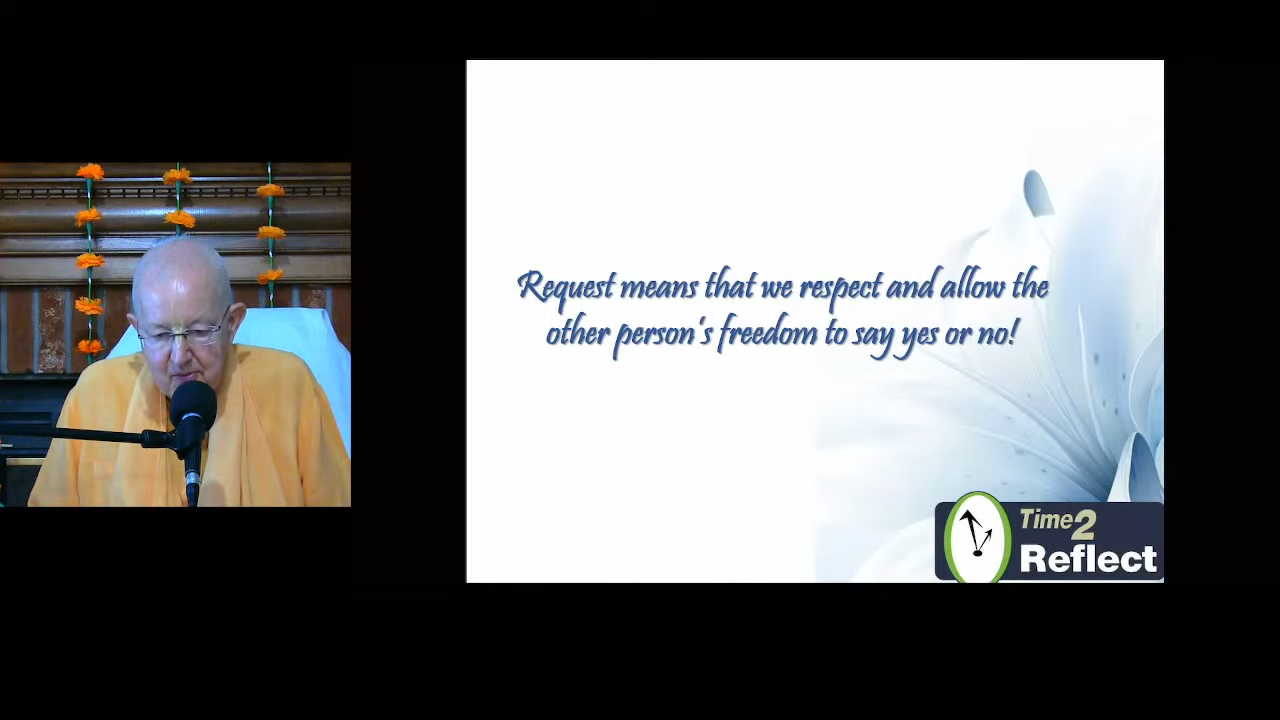 Request means that we respect and allow the
other person's freedom to say yes or no!
Time2
Reflect